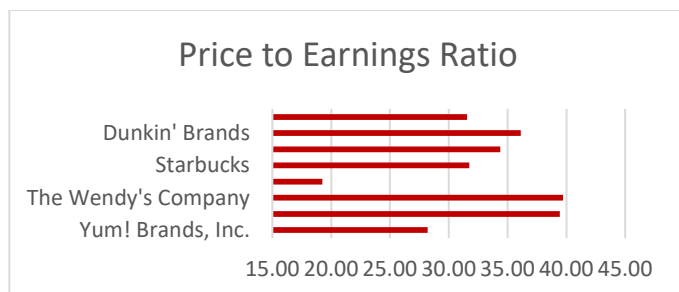 Price to Earnings Ratio
Dunkin' Brands
Starbucks
The Wendy's Company
Yum! Brands, Inc.
15.00 20.00 25.00 30.00 35.00 40.00 45.00